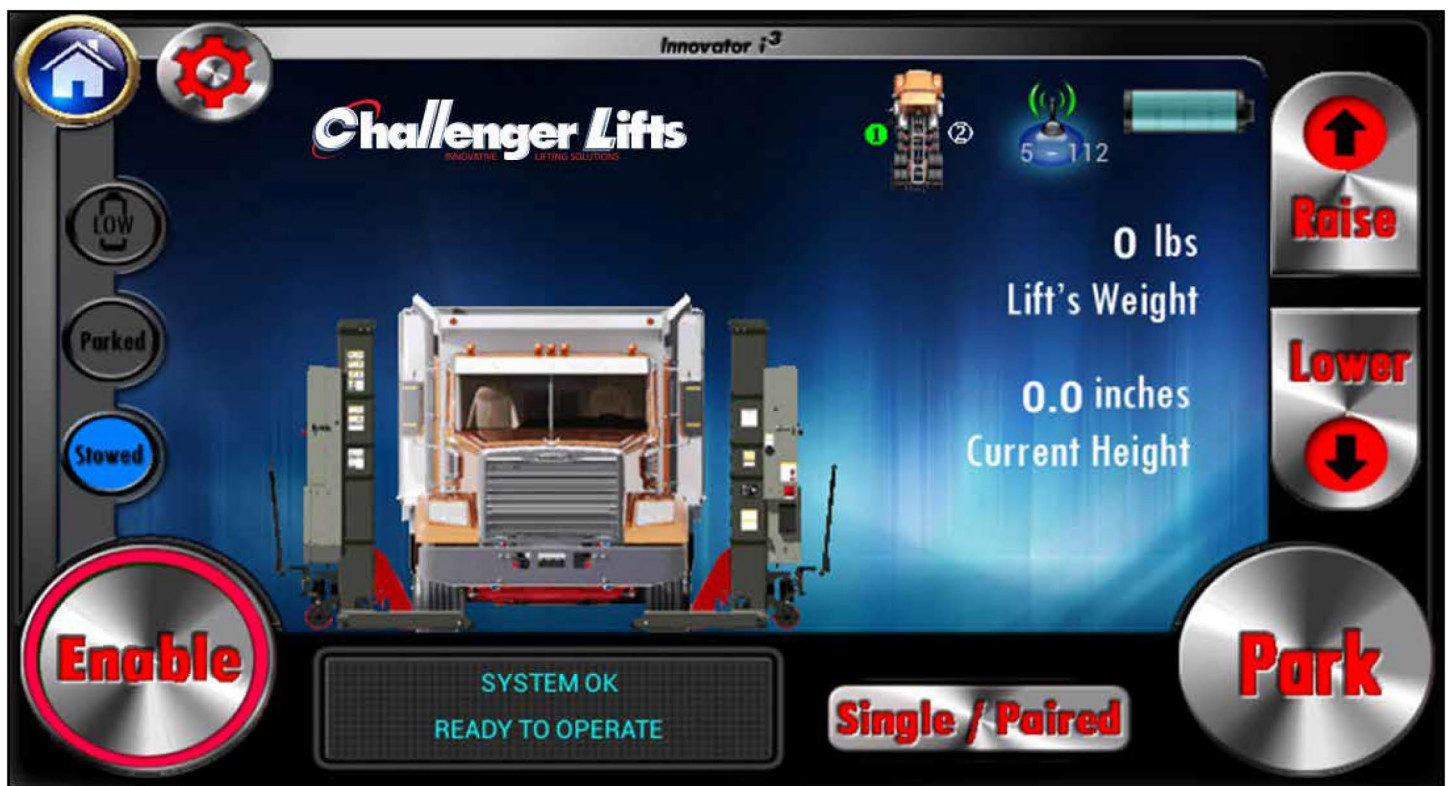 Innovator i³
Challenger Lifts
INNOVATIVE LIFTING SOLUTIONS
1
2
5 - 112
Raise
LOW
0 lbs
Lift's Weight
Parked
Lower
0.0 inches
Current Height
Stowed
Enable
SYSTEM OK
READY TO OPERATE
Single / Paired
Park